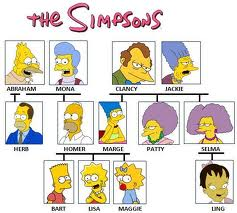 the Simpsons
ABRAHAM MONA CLANCY JACKIE
HERB HOMER MARGE PATTY SELMA
BART LISA MAGGIE LING